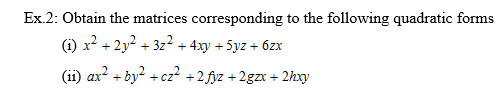 Ex.2: Obtain the matrices corresponding to the following quadratic forms
(i) x² + 2y² + 3z² + 4xy + 5yz + 6zx
(ii) ax² + by² + cz² + 2fyz + 2gzx + 2hxy